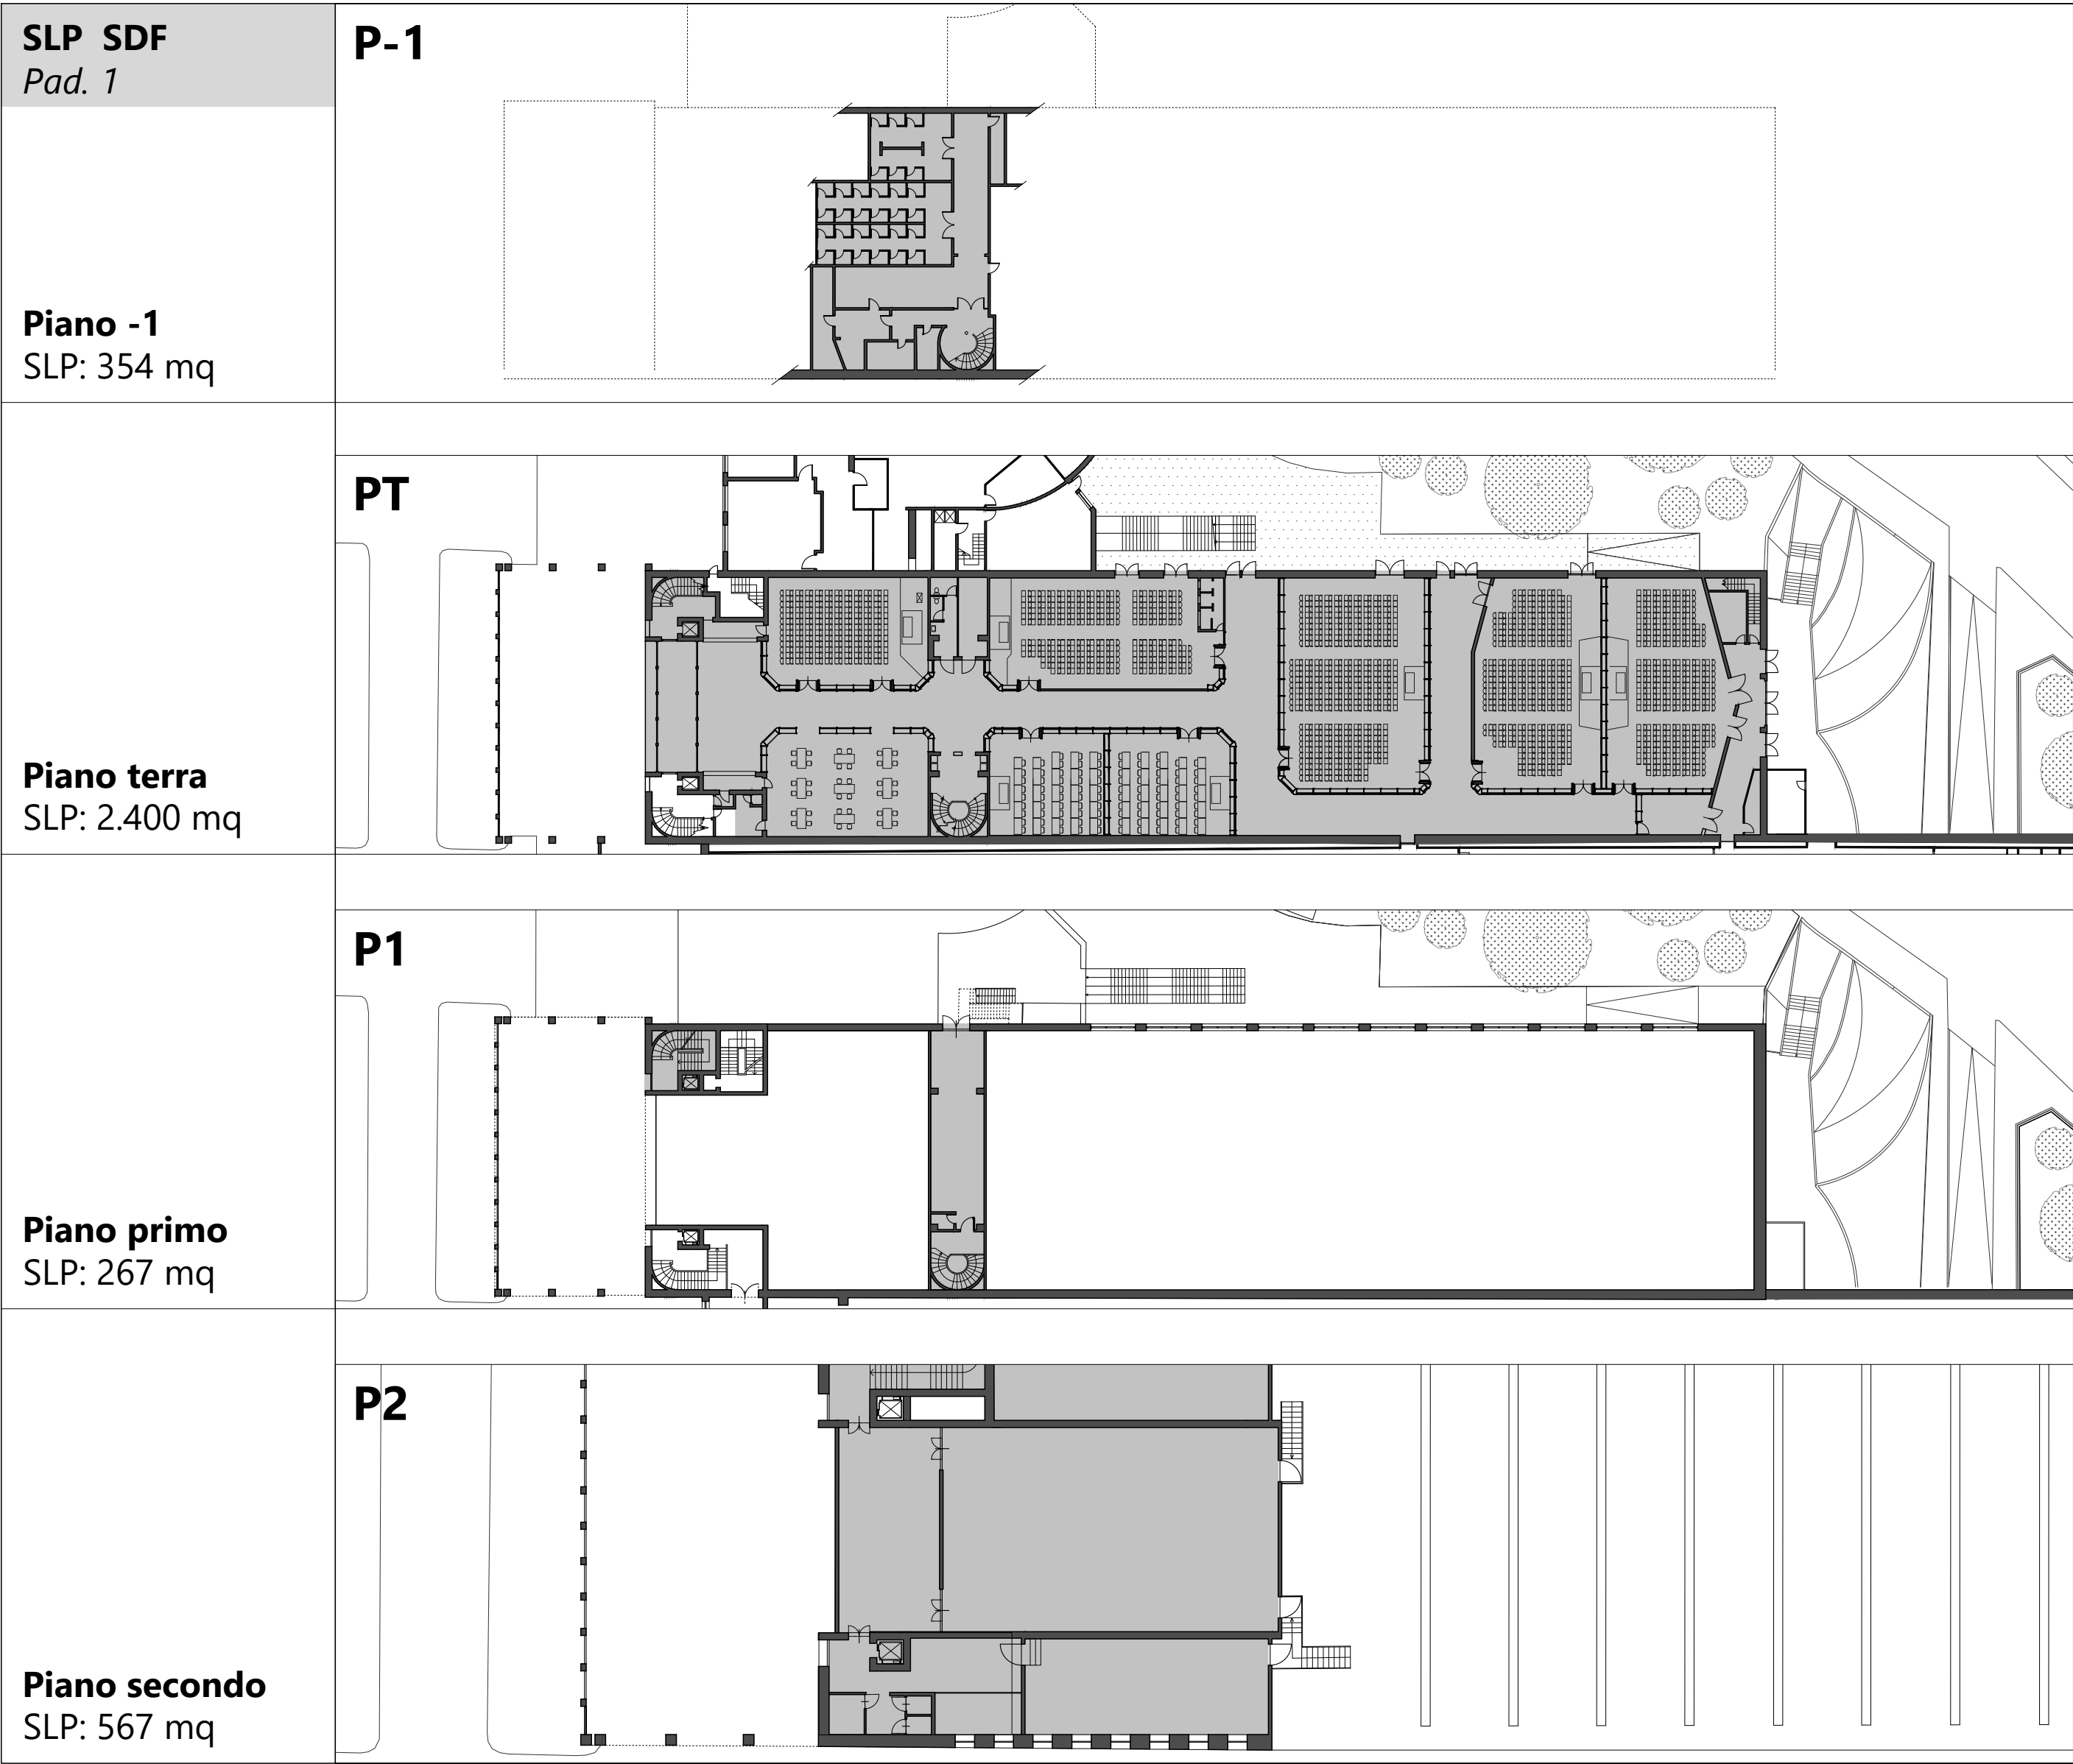 SLP SDF
Pad. 1
P-1
Piano -1
SLP: 354 mq
PT
Piano terra
SLP: 2.400 mq
P1
Piano primo
SLP: 267 mq
P2
Piano secondo
SLP: 567 mq